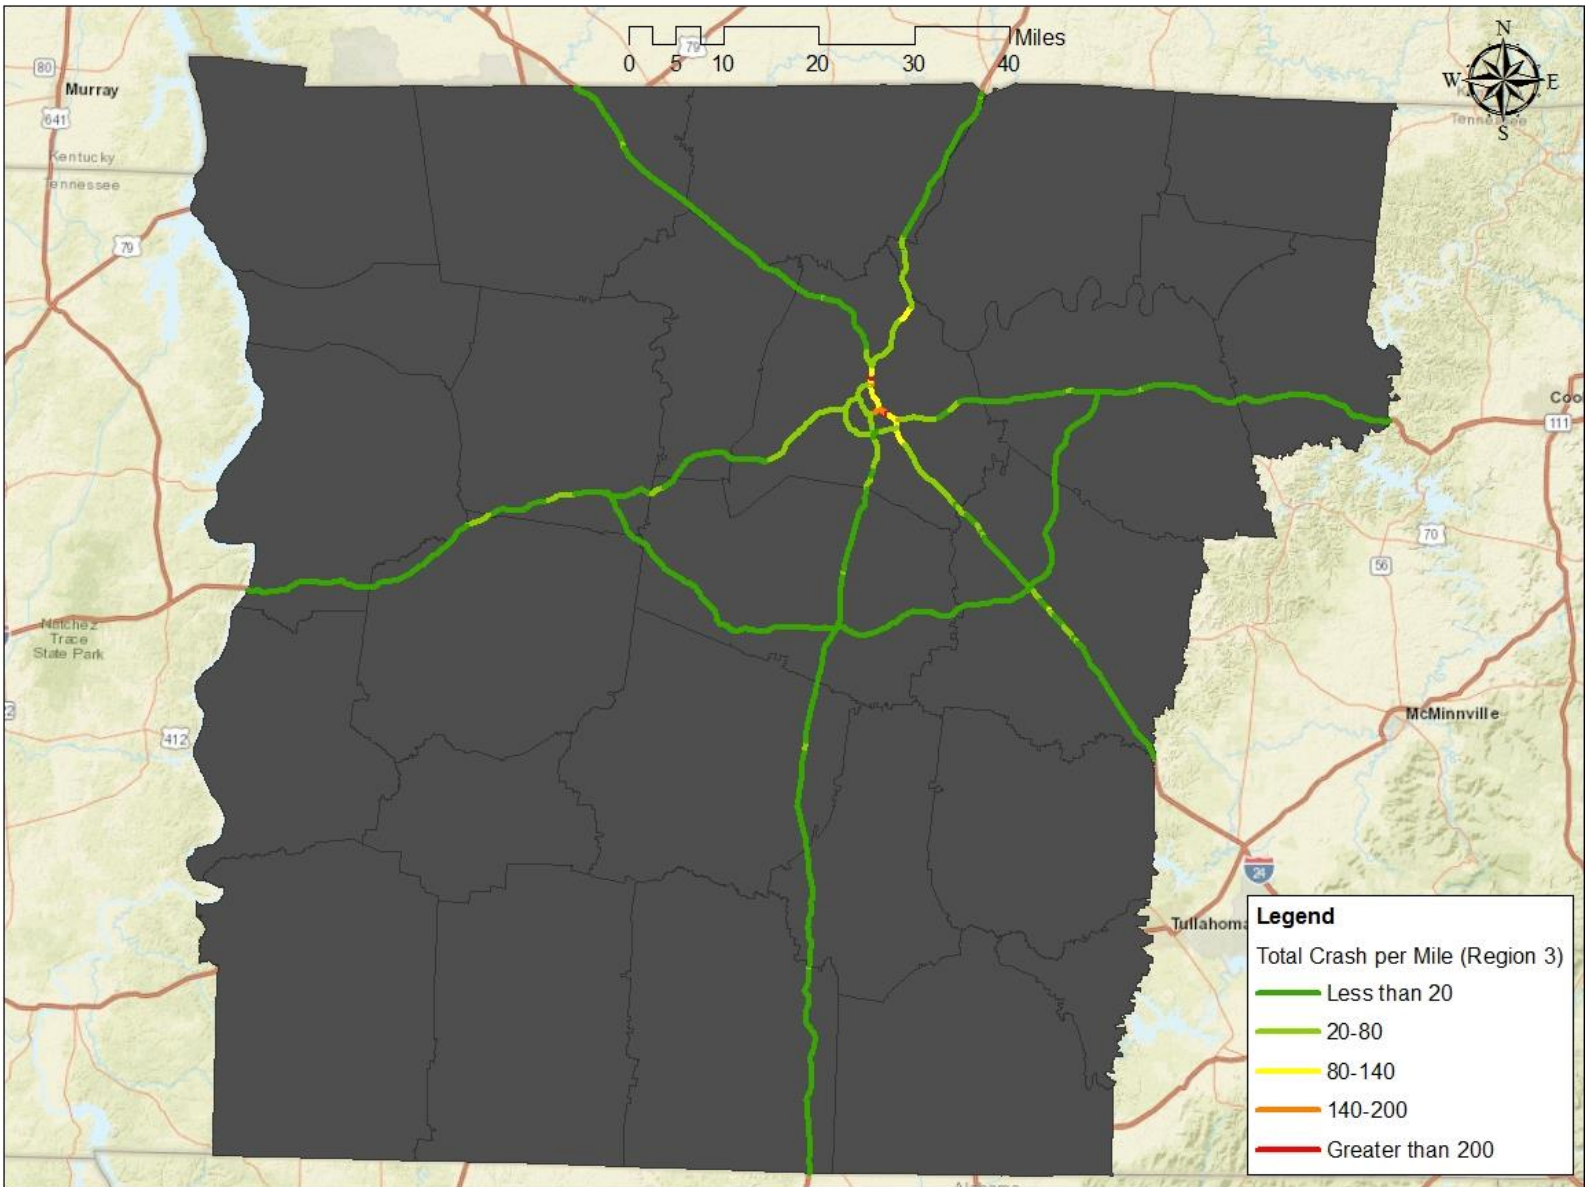 Miles
79
0 5 10 20 30 40
N
W E
S
80
Murray
641
Kentucky
Tennessee
Tennessee
79
111
70
56
Natchez
Trace
State Park
McMinnville
412
24
Tullahoma
Legend
Total Crash per Mile (Region 3)
Less than 20
20-80
80-140
140-200
Greater than 200